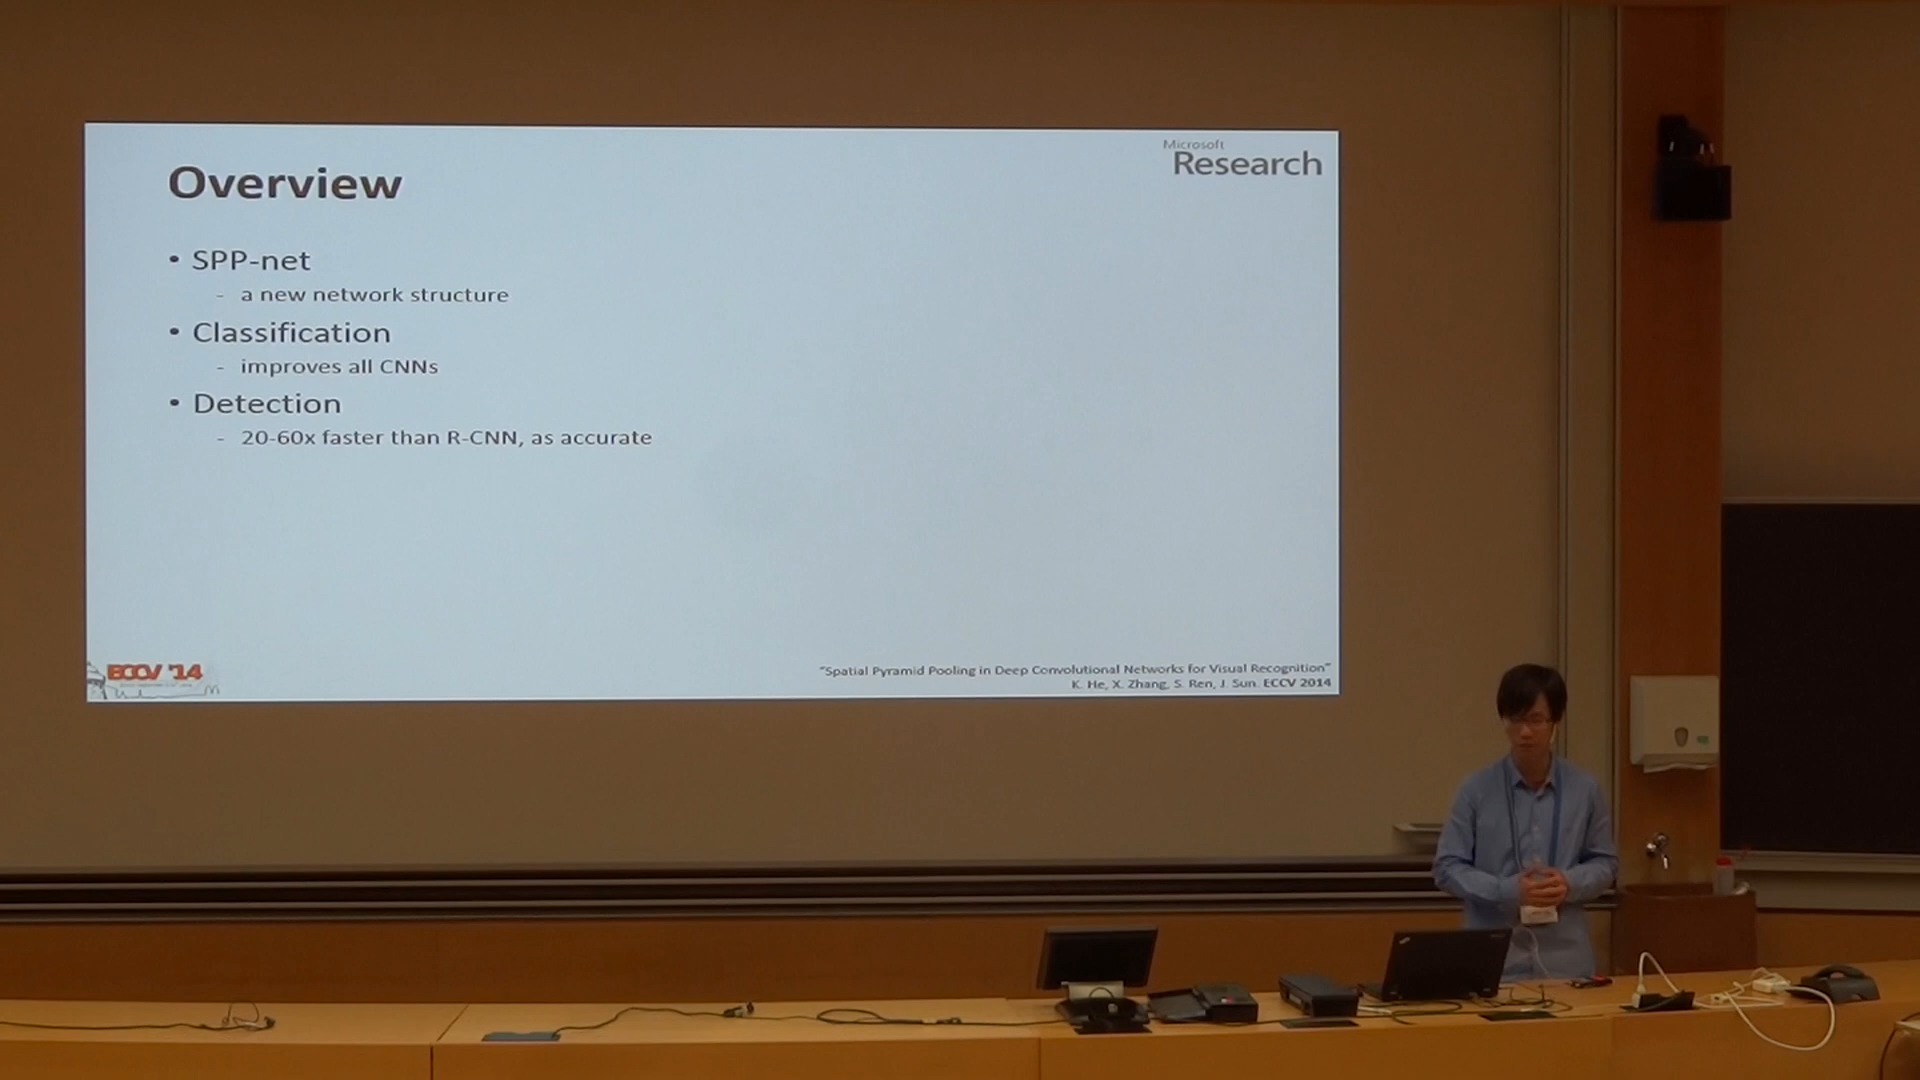 Microsoft
Research
Overview
• SPP-net
- a new network structure
• Classification
- improves all CNNs
• Detection
- 20-60x faster than R-CNN, as accurate
ECCV '14
"Spatial Pyramid Pooling in Deep Convolutional Networks for Visual Recognition"
K. He, X. Zhang, S. Ren, J. Sun. ECCV 2014